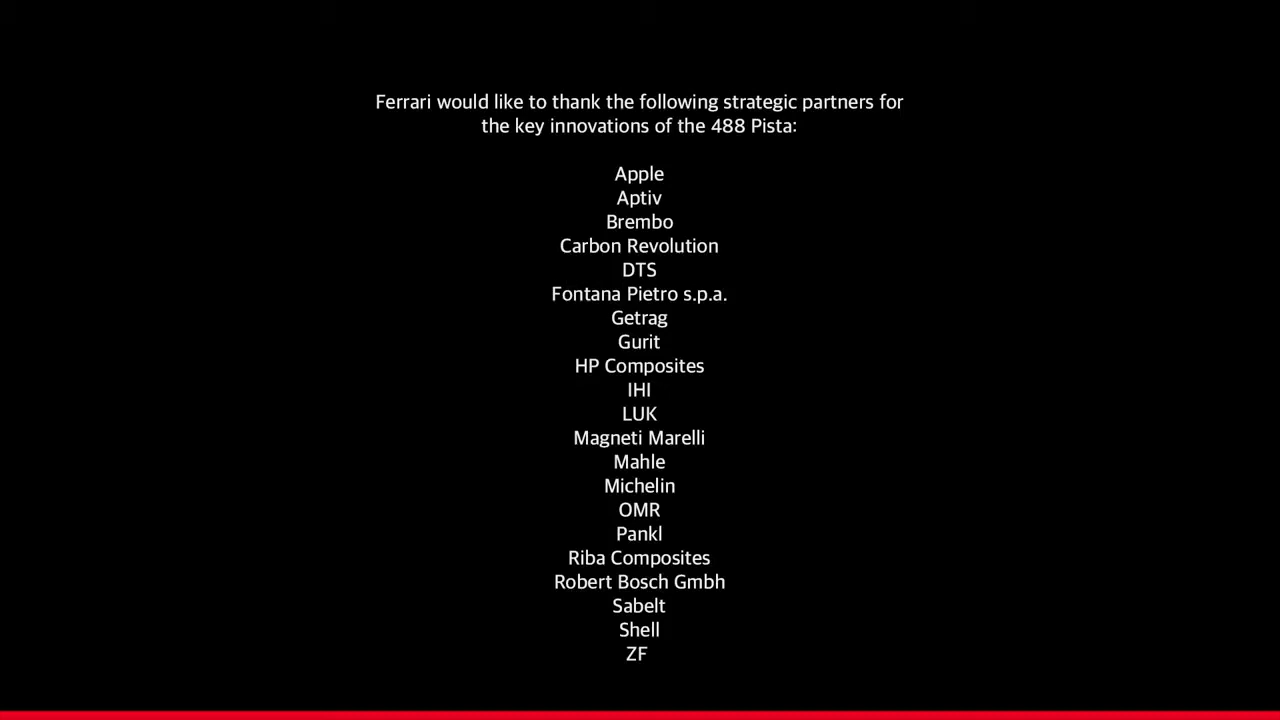 Ferrari would like to thank the following strategic partners for
the key innovations of the 488 Pista:
Apple
Aptiv
Brembo
Carbon Revolution
DTS
Fontana Pietro s.p.a.
Getrag
Gurit
HP Composites
IHI
LUK
Magneti Marelli
Mahle
Michelin
OMR
Pankl
Riba Composites
Robert Bosch Gmbh
Sabelt
Shell
ZF